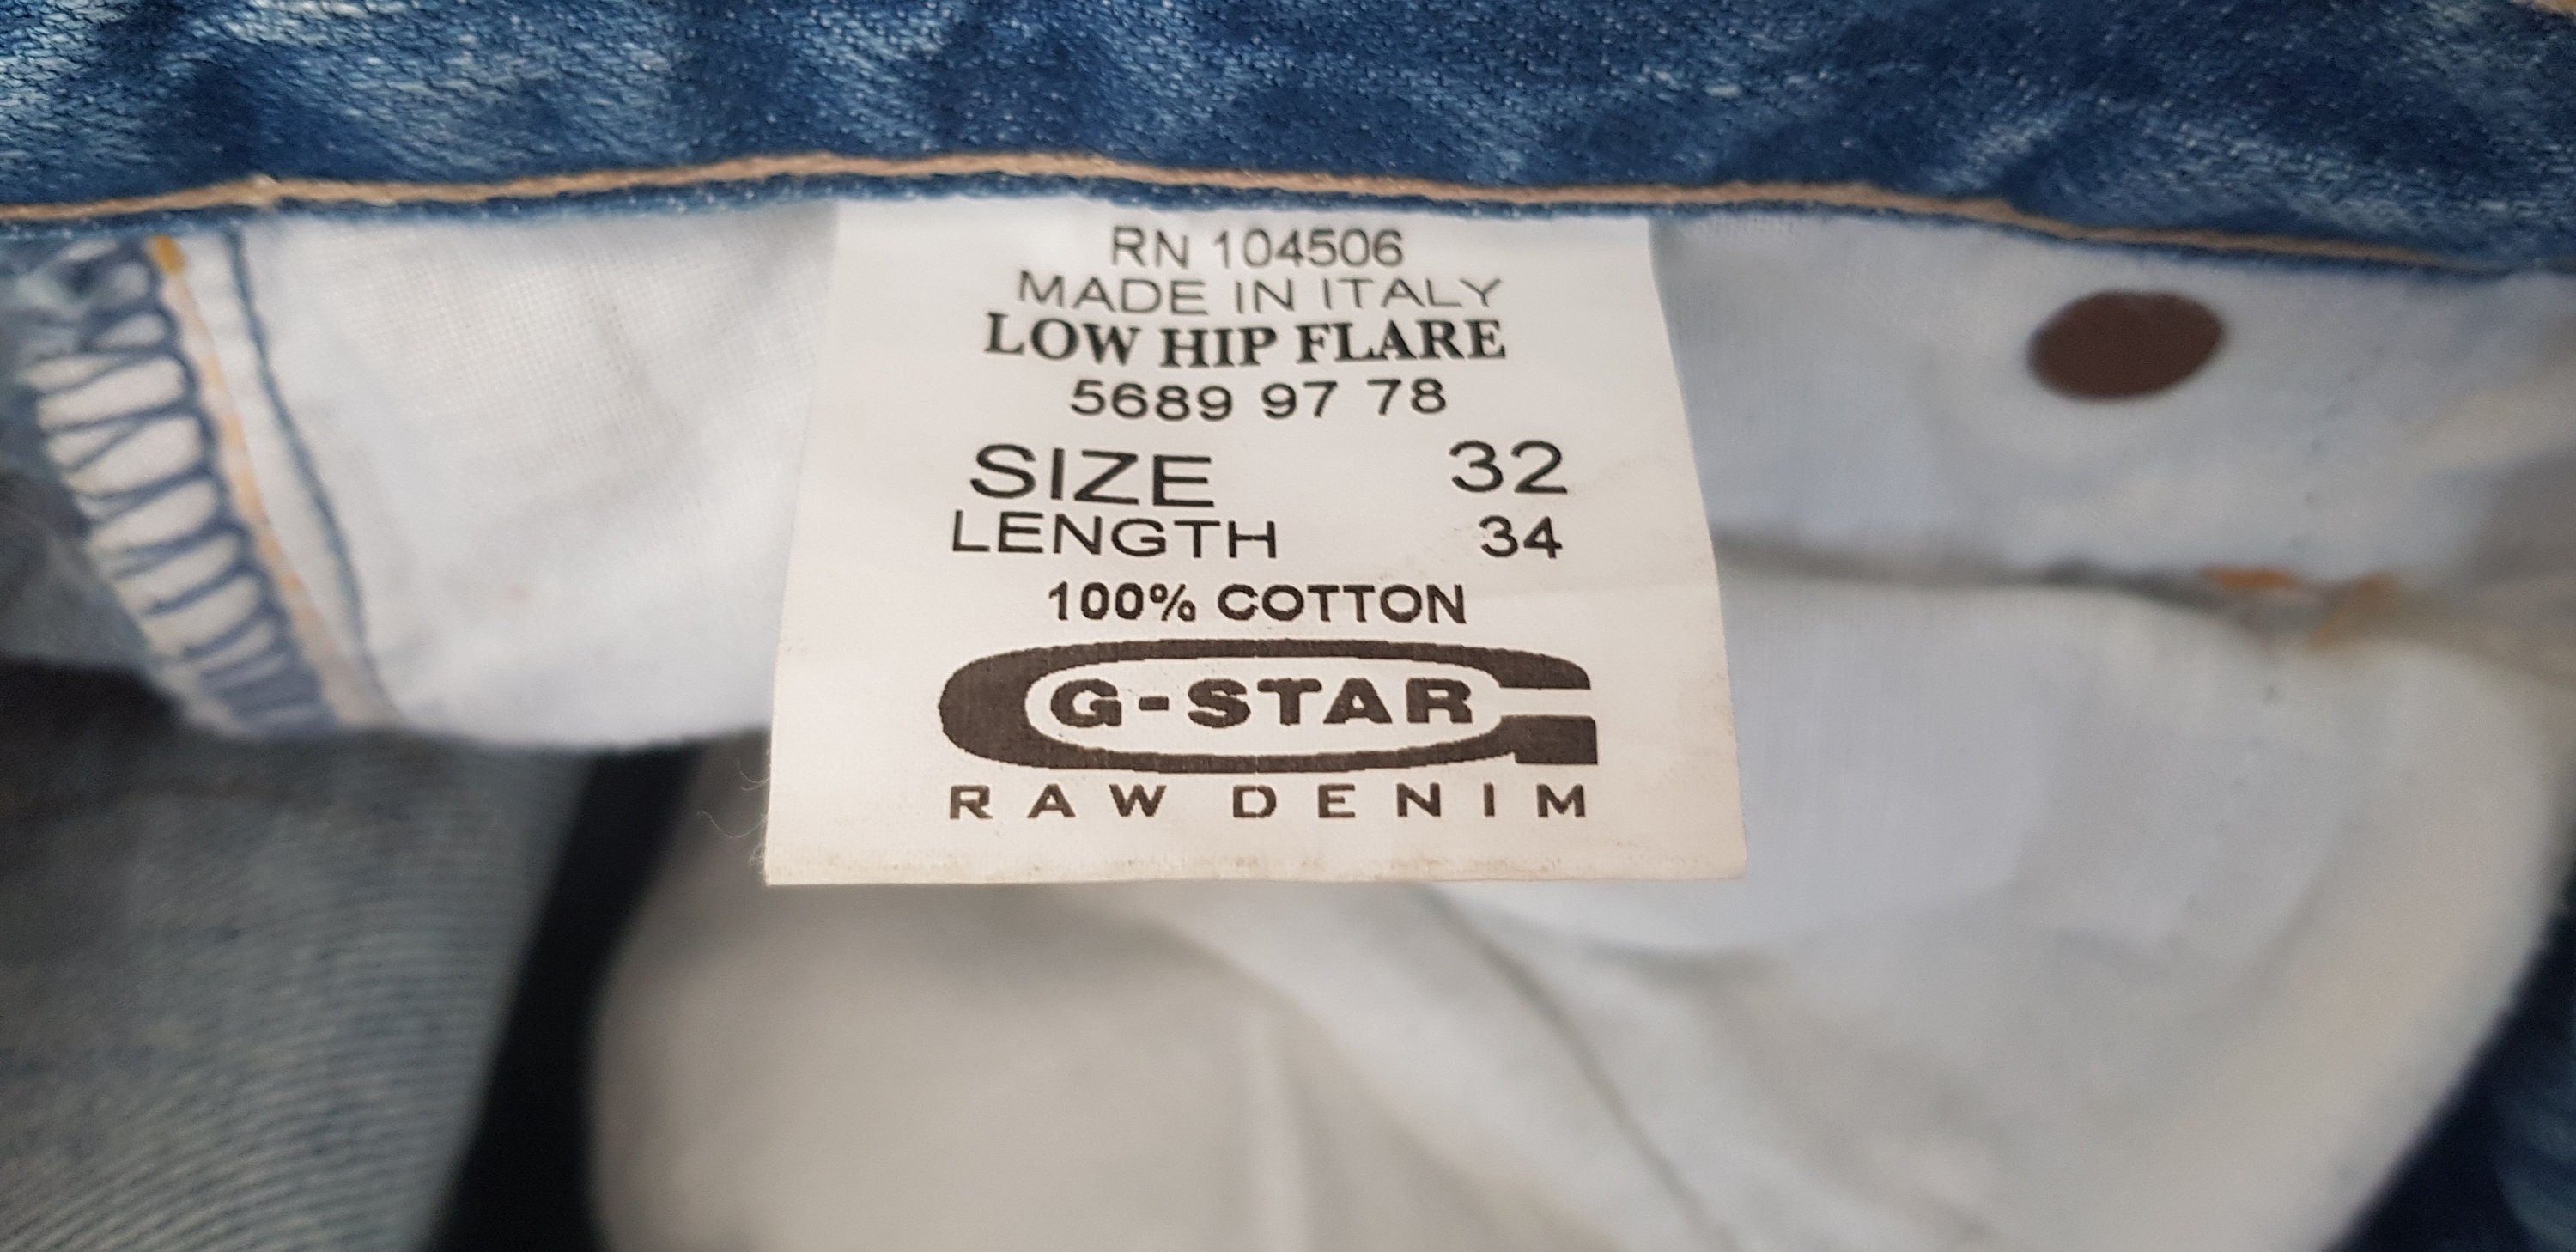 RN 104506
MADE IN ITALY
LOW HIP FLARE
5689 97 78
SIZE 32
LENGTH 34
100% COTTON
G-STAR
RAW DENIM